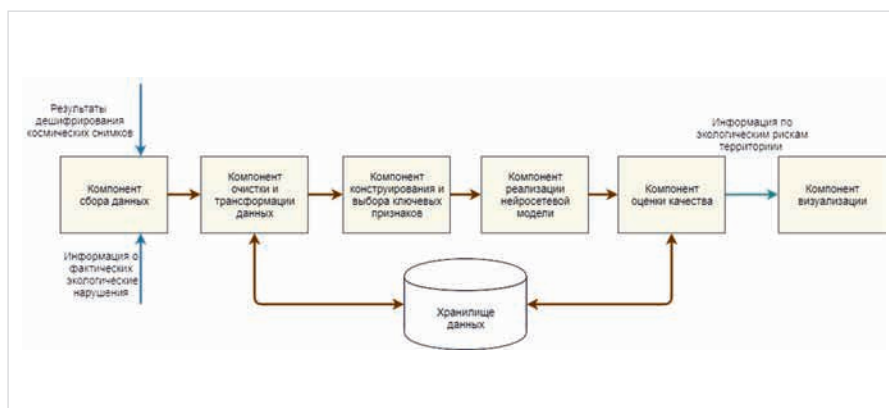 Результаты
дешифрирования
космических снимков
Информация по
экологическим рискам
территориии
Компонент
сбора данных
Компонент
очистки и
трансформации
данных
Компонент
конструирования и
выбора ключевых
признаков
Компонент
реализации
нейросетевой
модели
Компонент
оценки качества
Компонент
визуализации
Информация о
фактических
экологические
нарушения
Хранилище
данных